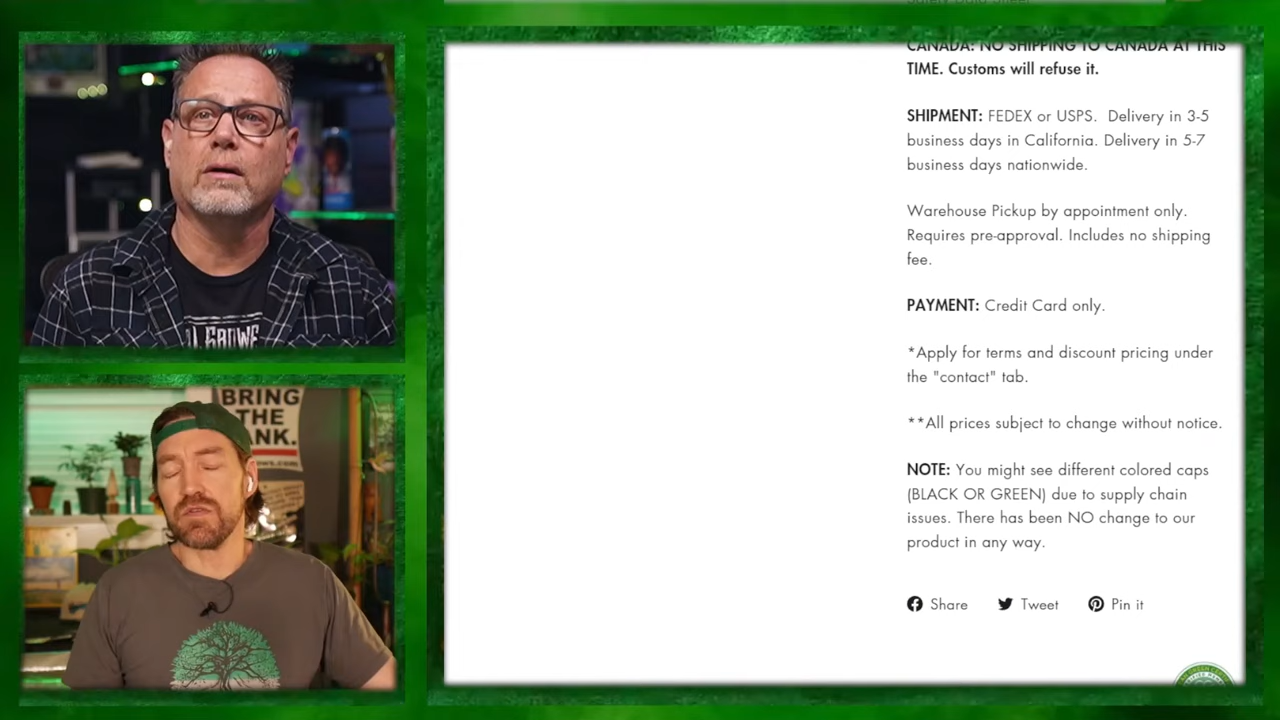 CANADA: NO SHIPPING TO CANADA AT THIS
TIME. Customs will refuse it.
SHIPMENT: FEDEX or USPS. Delivery in 3-5
business days in California. Delivery in 5-7
business days nationwide.
Warehouse Pickup by appointment only.
Requires pre-approval. Includes no shipping
fee.
PAYMENT: Credit Card only.
*Apply for terms and discount pricing under
the "contact" tab.
**All prices subject to change without notice.
NOTE: You might see different colored caps
(BLACK OR GREEN) due to supply chain
issues. There has been NO change to our
product in any way.
Share Tweet Pin it
BRING
THE